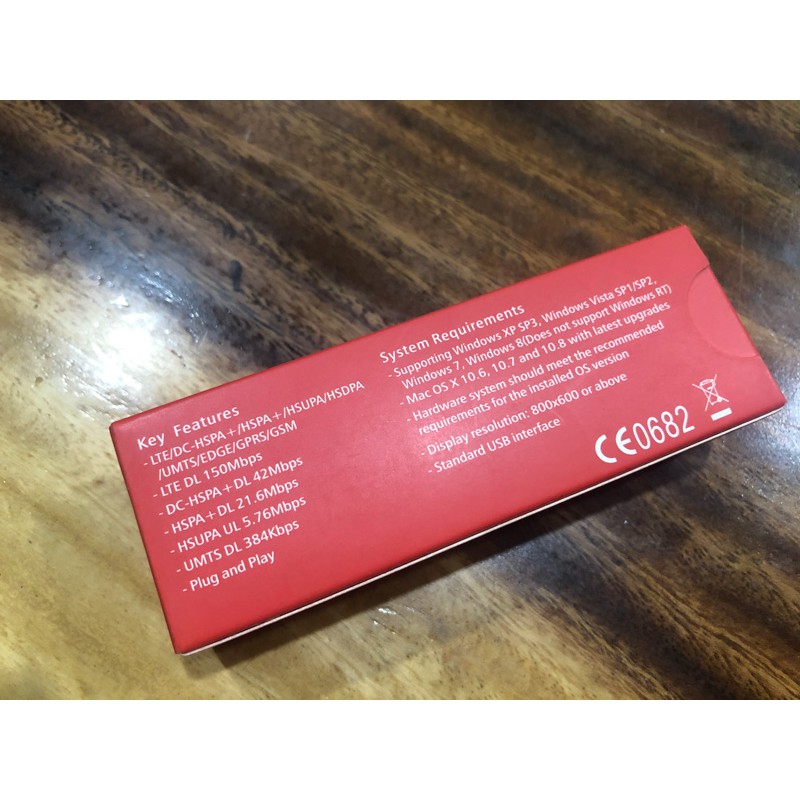 Key Features
- LTE/DC-HSPA+/HSPA+/HSUPA/HSDPA
/UMTS/EDGE/GPRS/GSM
- LTE DL 150Mbps
- DC-HSPA+DL 42Mbps
- HSPA+DL 21.6Mbps
- HSUPA UL 5.76Mbps
- UMTS DL 384Kbps
- Plug and Play
System Requirements
- Supporting Windows XP SP3, Windows Vista SP1/SP2,
Windows 7, Windows 8(Does not support Windows RT)
- Mac OS X 10.6, 10.7 and 10.8 with latest upgrades
- Hardware system should meet the recommended
requirements for the installed OS version
- Display resolution: 800x600 or above
- Standard USB interface
CE0682